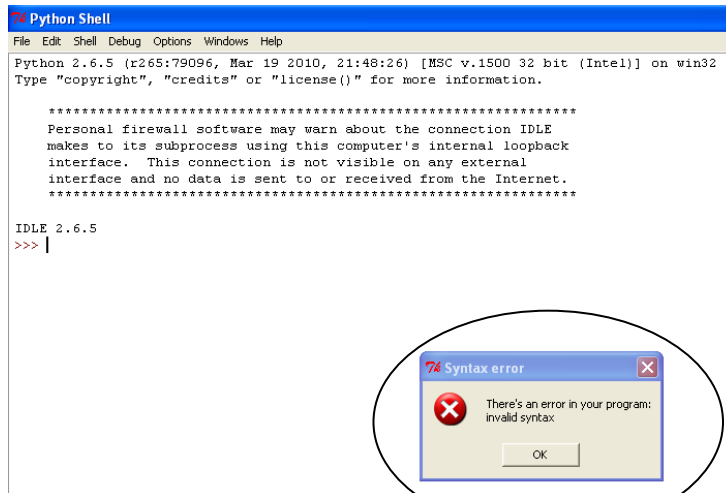 Python Shell
File Edit Shell Debug Options Windows Help
Python 2.6.5 (r265:79096, Mar 19 2010, 21:48:26) [MSC v.1500 32 bit (Intel)] on win32
Type "copyright", "credits" or "license()" for more information.
****************************************************************
Personal firewall software may warn about the connection IDLE
makes to its subprocess using this computer's internal loopback
interface.  This connection is not visible on any external
interface and no data is sent to or received from the Internet.
****************************************************************
IDLE 2.6.5
>>>
Syntax error
There's an error in your program:
invalid syntax
OK